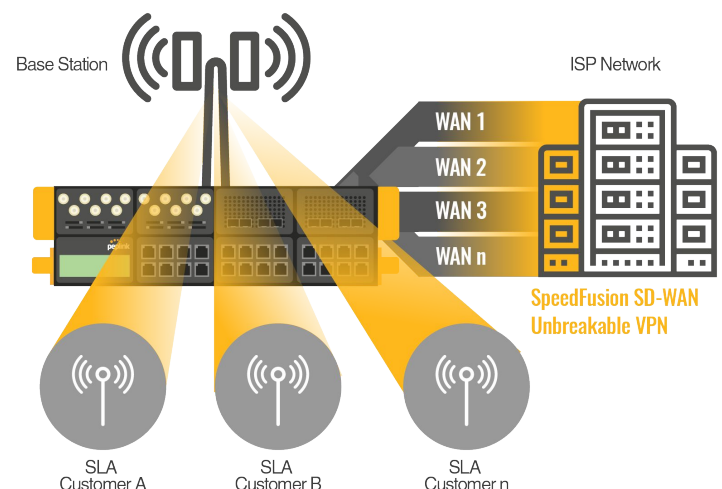 Base Station
ISP Network
WAN 1
WAN 2
WAN 3
WAN n
SpeedFusion SD-WAN
Unbreakable VPN
SLA
Customer A
SLA
Customer B
SLA
Customer n